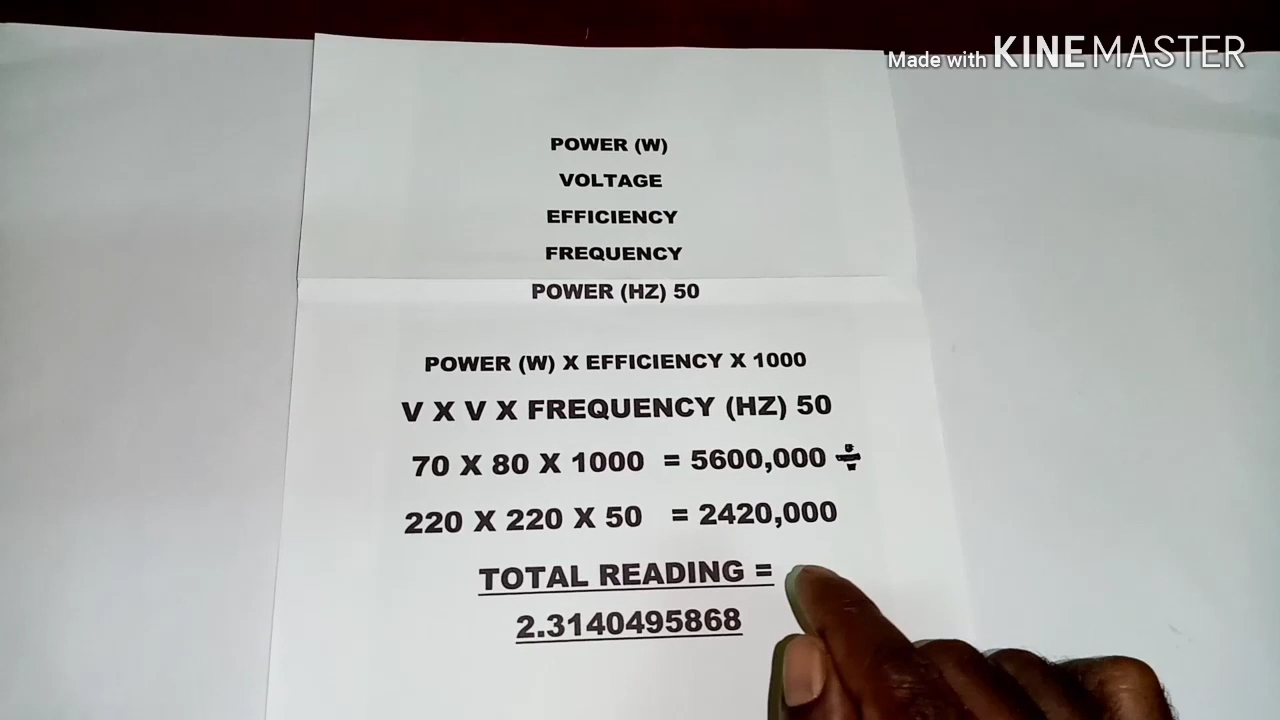 Made with KINEMASTER
POWER (W)
VOLTAGE
EFFICIENCY
FREQUENCY
POWER (HZ) 50
POWER (W) X EFFICIENCY X 1000
V X V X FREQUENCY (HZ) 50
70 X 80 X 1000 = 5600,000 ÷
220 X 220 X 50 = 2420,000
TOTAL READING =
2.3140495868